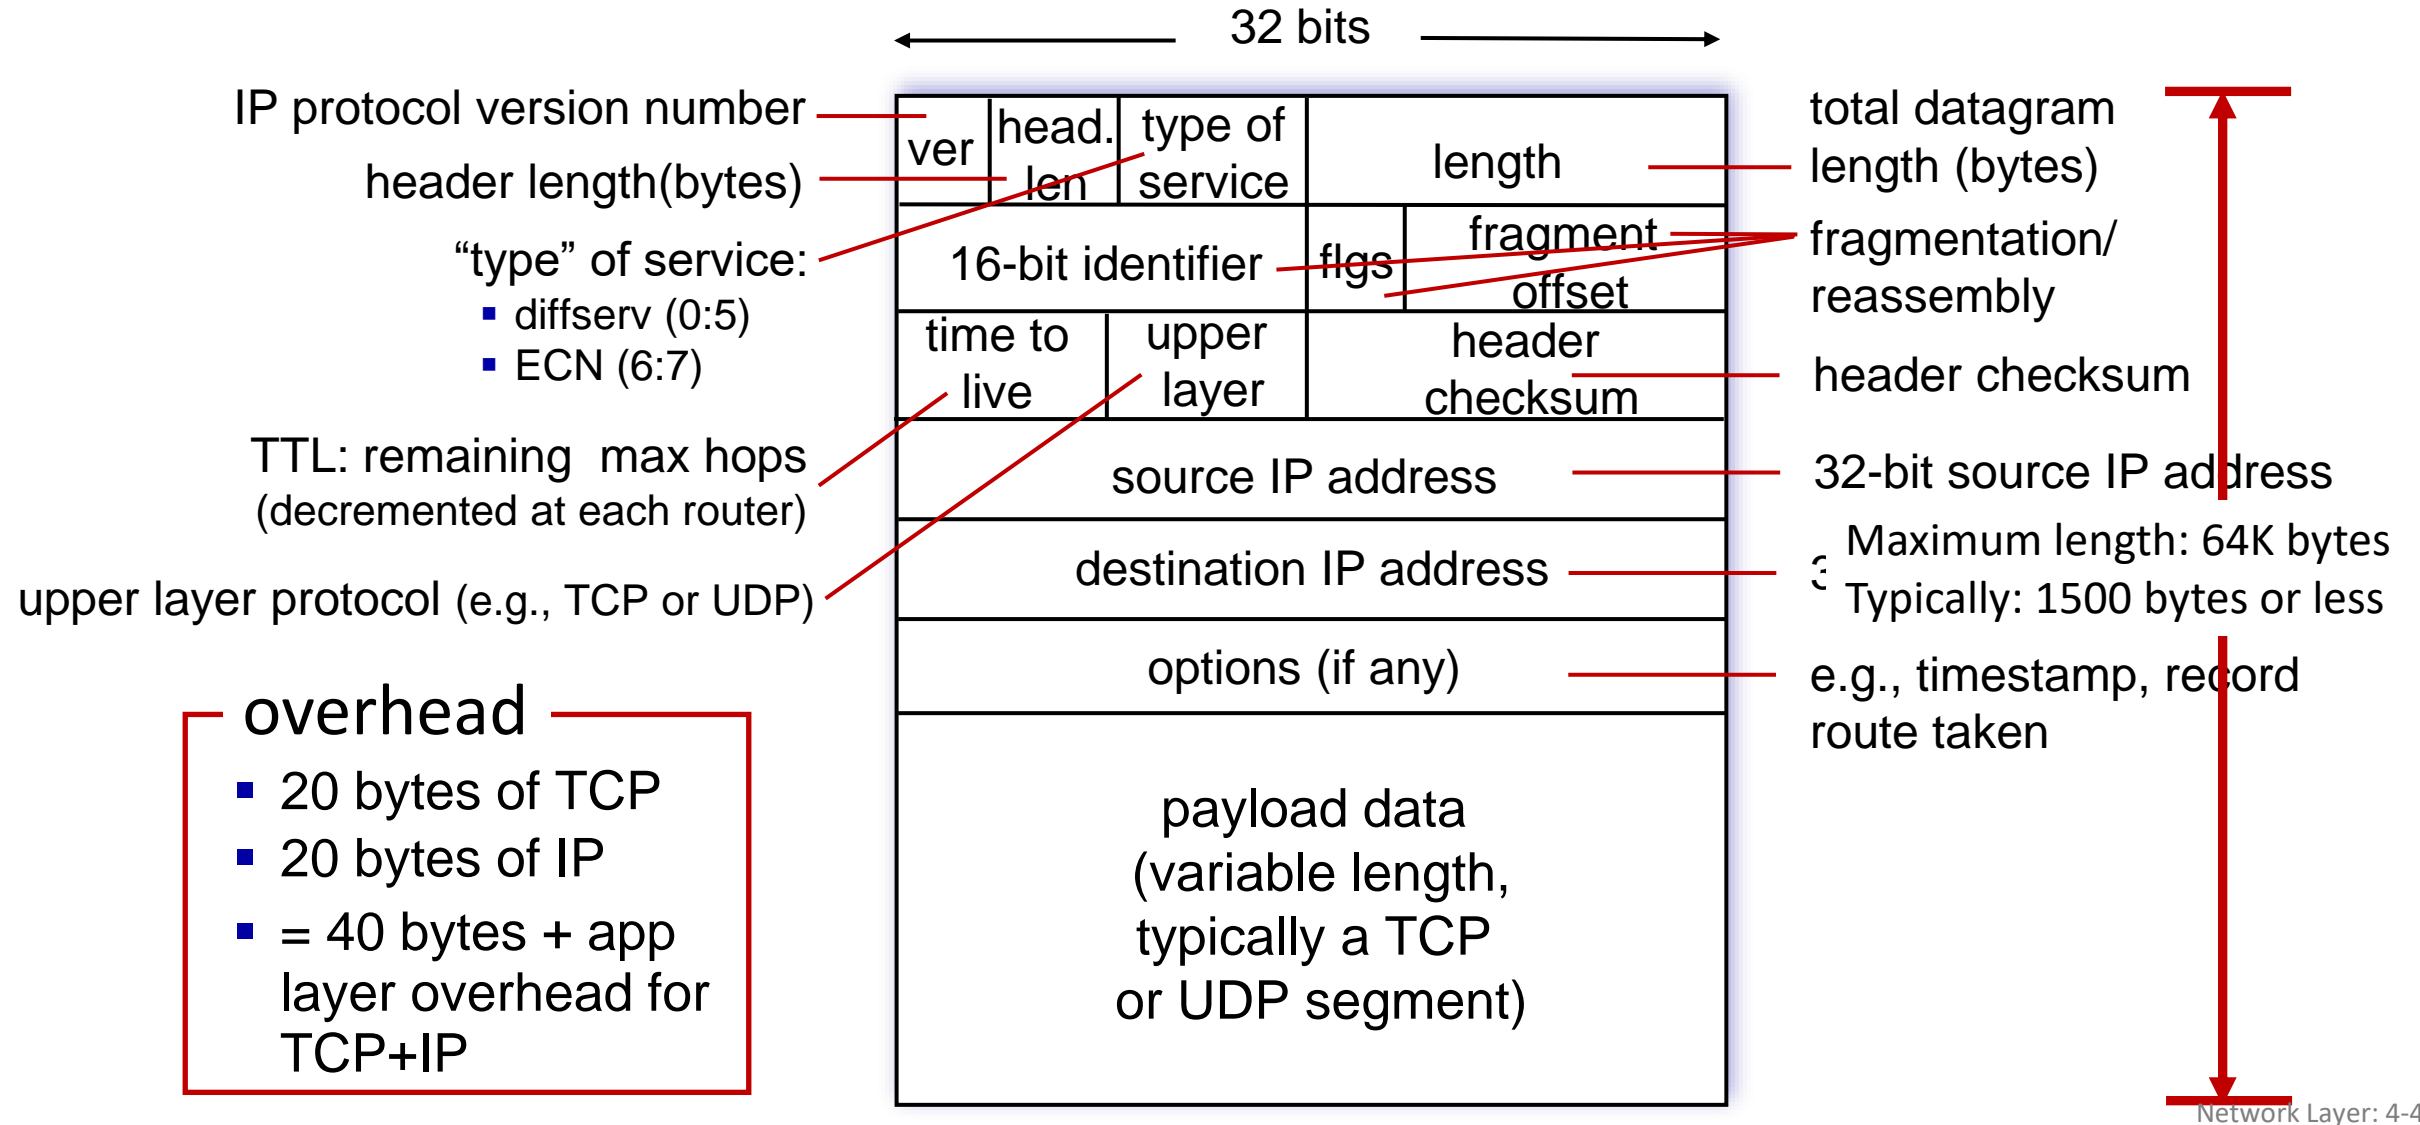 32 bits
IP protocol version number
header length(bytes)
“type” of service:
diffserv (0:5)
ECN (6:7)
TTL: remaining max hops
(decremented at each router)
upper layer protocol (e.g., TCP or UDP)
overhead
20 bytes of TCP
20 bytes of IP
= 40 bytes + app
layer overhead for
TCP+IP
ver
head.
len
type of
service
length
16-bit identifier
flgs
fragment
offset
time to
live
upper
layer
header
checksum
source IP address
destination IP address
options (if any)
payload data
(variable length,
typically a TCP
or UDP segment)
total datagram
length (bytes)
fragmentation/
reassembly
header checksum
32-bit source IP address
Maximum length: 64K bytes
Typically: 1500 bytes or less
e.g., timestamp, record
route taken
Network Layer: 4-4